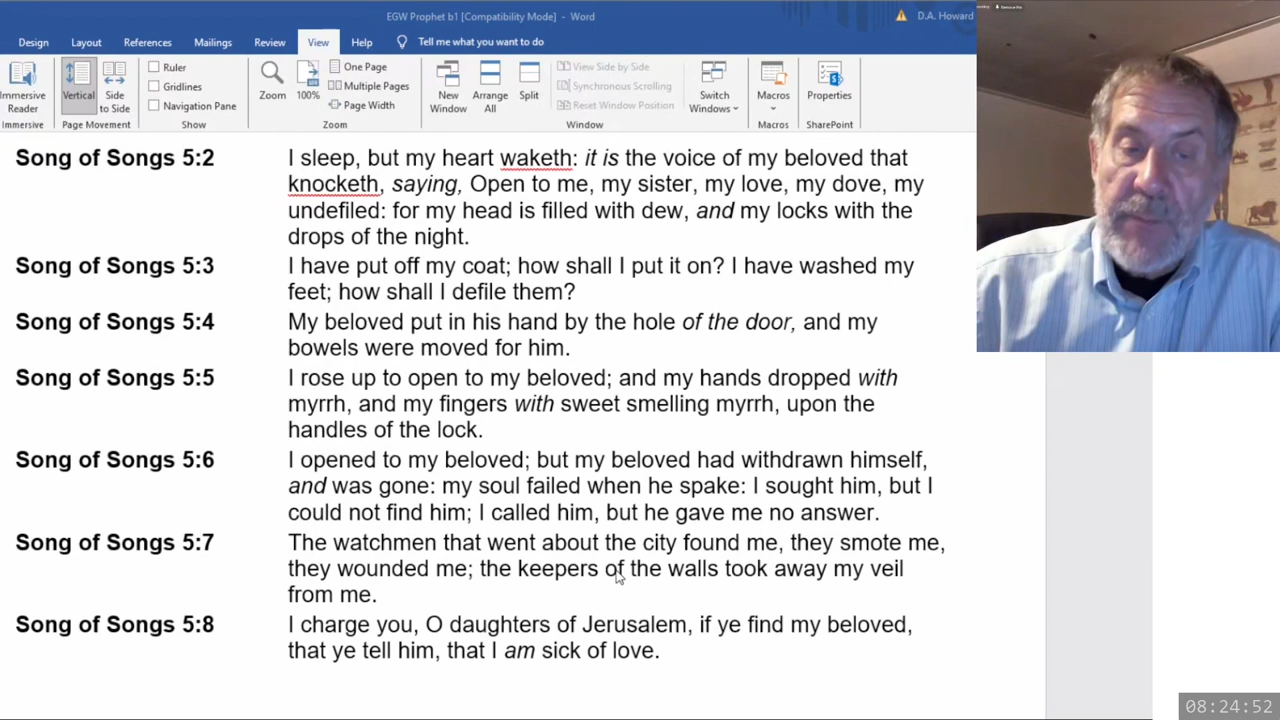 EGW Prophet b1 [Compatibility Mode] - Word
D.A. Howard
Design Layout References Mailings Review View Help Tell me what you want to do
Immersive
Reader
Vertical
Side
to Side
Ruler
Gridlines
Navigation Pane
Zoom
100%
One Page
Multiple Pages
Page Width
New
Window
Arrange
All
Split
View Side by Side
Synchronous Scrolling
Reset Window Position
Switch
Windows
Macros
Properties
Immersive Page Movement Show Zoom Window Macros SharePoint
Song of Songs 5:2 I sleep, but my heart waketh: it is the voice of my beloved that
knocketh, saying, Open to me, my sister, my love, my dove, my
undefiled: for my head is filled with dew, and my locks with the
drops of the night.
Song of Songs 5:3 I have put off my coat; how shall I put it on? I have washed my
feet; how shall I defile them?
Song of Songs 5:4 My beloved put in his hand by the hole of the door, and my
bowels were moved for him.
Song of Songs 5:5 I rose up to open to my beloved; and my hands dropped with
myrrh, and my fingers with sweet smelling myrrh, upon the
handles of the lock.
Song of Songs 5:6 I opened to my beloved; but my beloved had withdrawn himself,
and was gone: my soul failed when he spake: I sought him, but I
could not find him; I called him, but he gave me no answer.
Song of Songs 5:7 The watchmen that went about the city found me, they smote me,
they wounded me; the keepers of the walls took away my veil
from me.
Song of Songs 5:8 I charge you, O daughters of Jerusalem, if ye find my beloved,
that ye tell him, that I am sick of love.
08:24:52